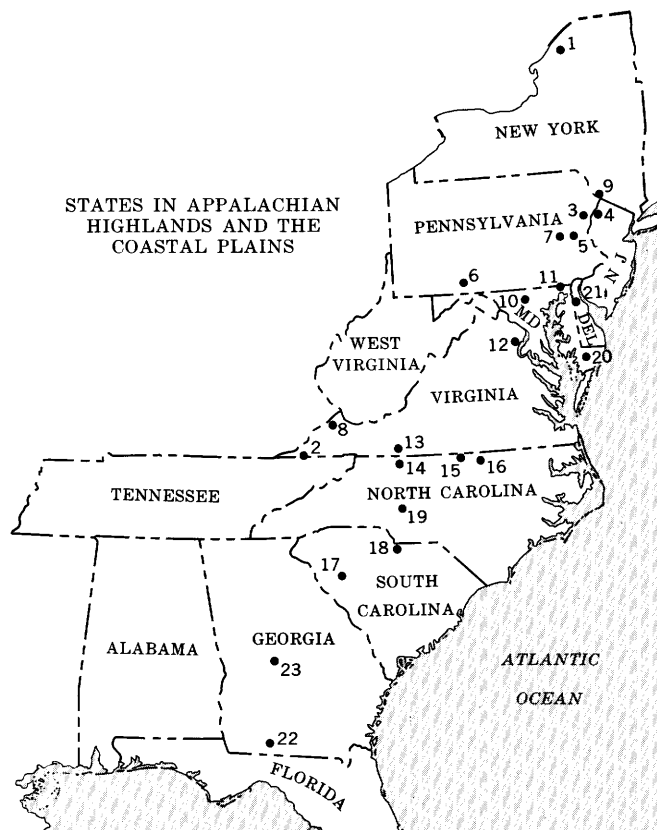 1
NEW YORK
STATES IN APPALACHIAN
HIGHLANDS AND THE
COASTAL PLAINS
9
3
4
PENNSYLVANIA
7
5
N J
6
11
10
21
MD
DEL
12
WEST
VIRGINIA
20
VIRGINIA
8
13
2
14
15
16
TENNESSEE
NORTH CAROLINA
19
18
17
SOUTH
CAROLINA
ALABAMA
GEORGIA
23
ATLANTIC
OCEAN
22
FLORIDA